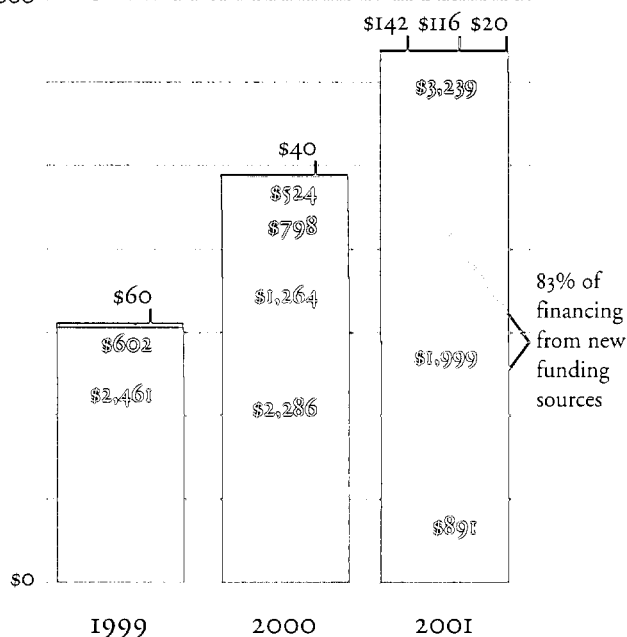 $142 $116 $20
$3,239
$40
$524
$798
83% of
financing
from new
funding
sources
$1,264
$60
$602
$1,999
$2,461
$2,286
$891
$0
1999 2000 2001